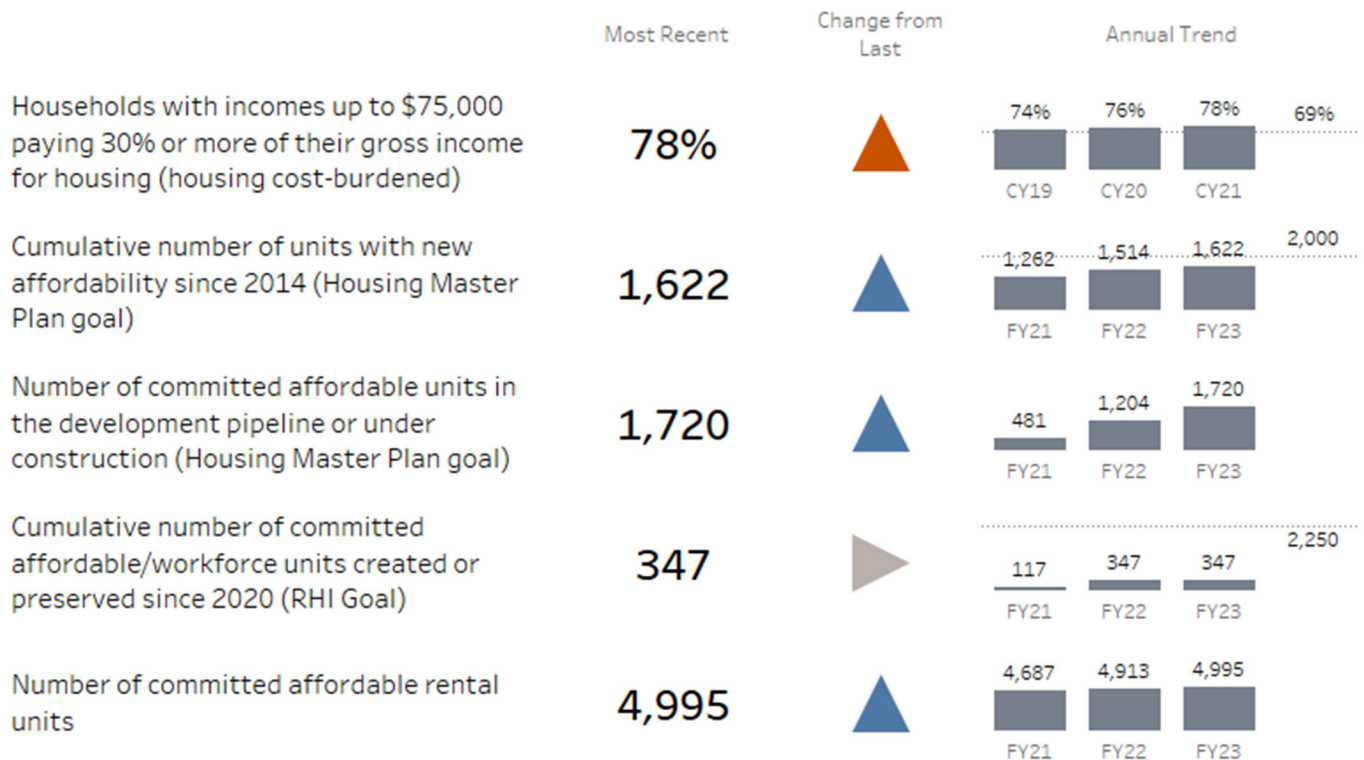 Most Recent
Change from
Last
Annual Trend
Households with incomes up to $75,000
paying 30% or more of their gross income
for housing (housing cost-burdened)
78%
74% 76% 78% 69%
CY19 CY20 CY21
Cumulative number of units with new
affordability since 2014 (Housing Master
Plan goal)
1,622
1,262 1,514 1,622 2,000
FY21 FY22 FY23
Number of committed affordable units in
the development pipeline or under
construction (Housing Master Plan goal)
1,720
481 1,204 1,720
FY21 FY22 FY23
Cumulative number of committed
affordable/workforce units created or
preserved since 2020 (RHI Goal)
347
117 347 347 2,250
FY21 FY22 FY23
Number of committed affordable rental
units
4,995
4,687 4,913 4,995
FY21 FY22 FY23